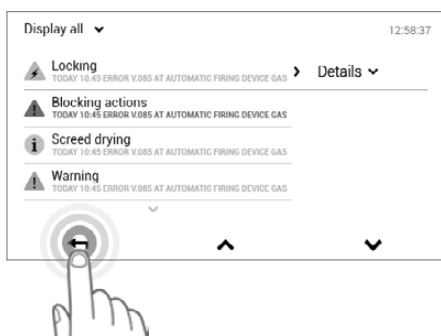 Display all
12:58:37
Locking
TODAY 10:45 ERROR V.085 AT AUTOMATIC FIRING DEVICE GAS
Details
Blocking actions
TODAY 10:45 ERROR V.085 AT AUTOMATIC FIRING DEVICE GAS
Screed drying
TODAY 10:45 ERROR V.085 AT AUTOMATIC FIRING DEVICE GAS
Warning
TODAY 10:45 ERROR V.085 AT AUTOMATIC FIRING DEVICE GAS